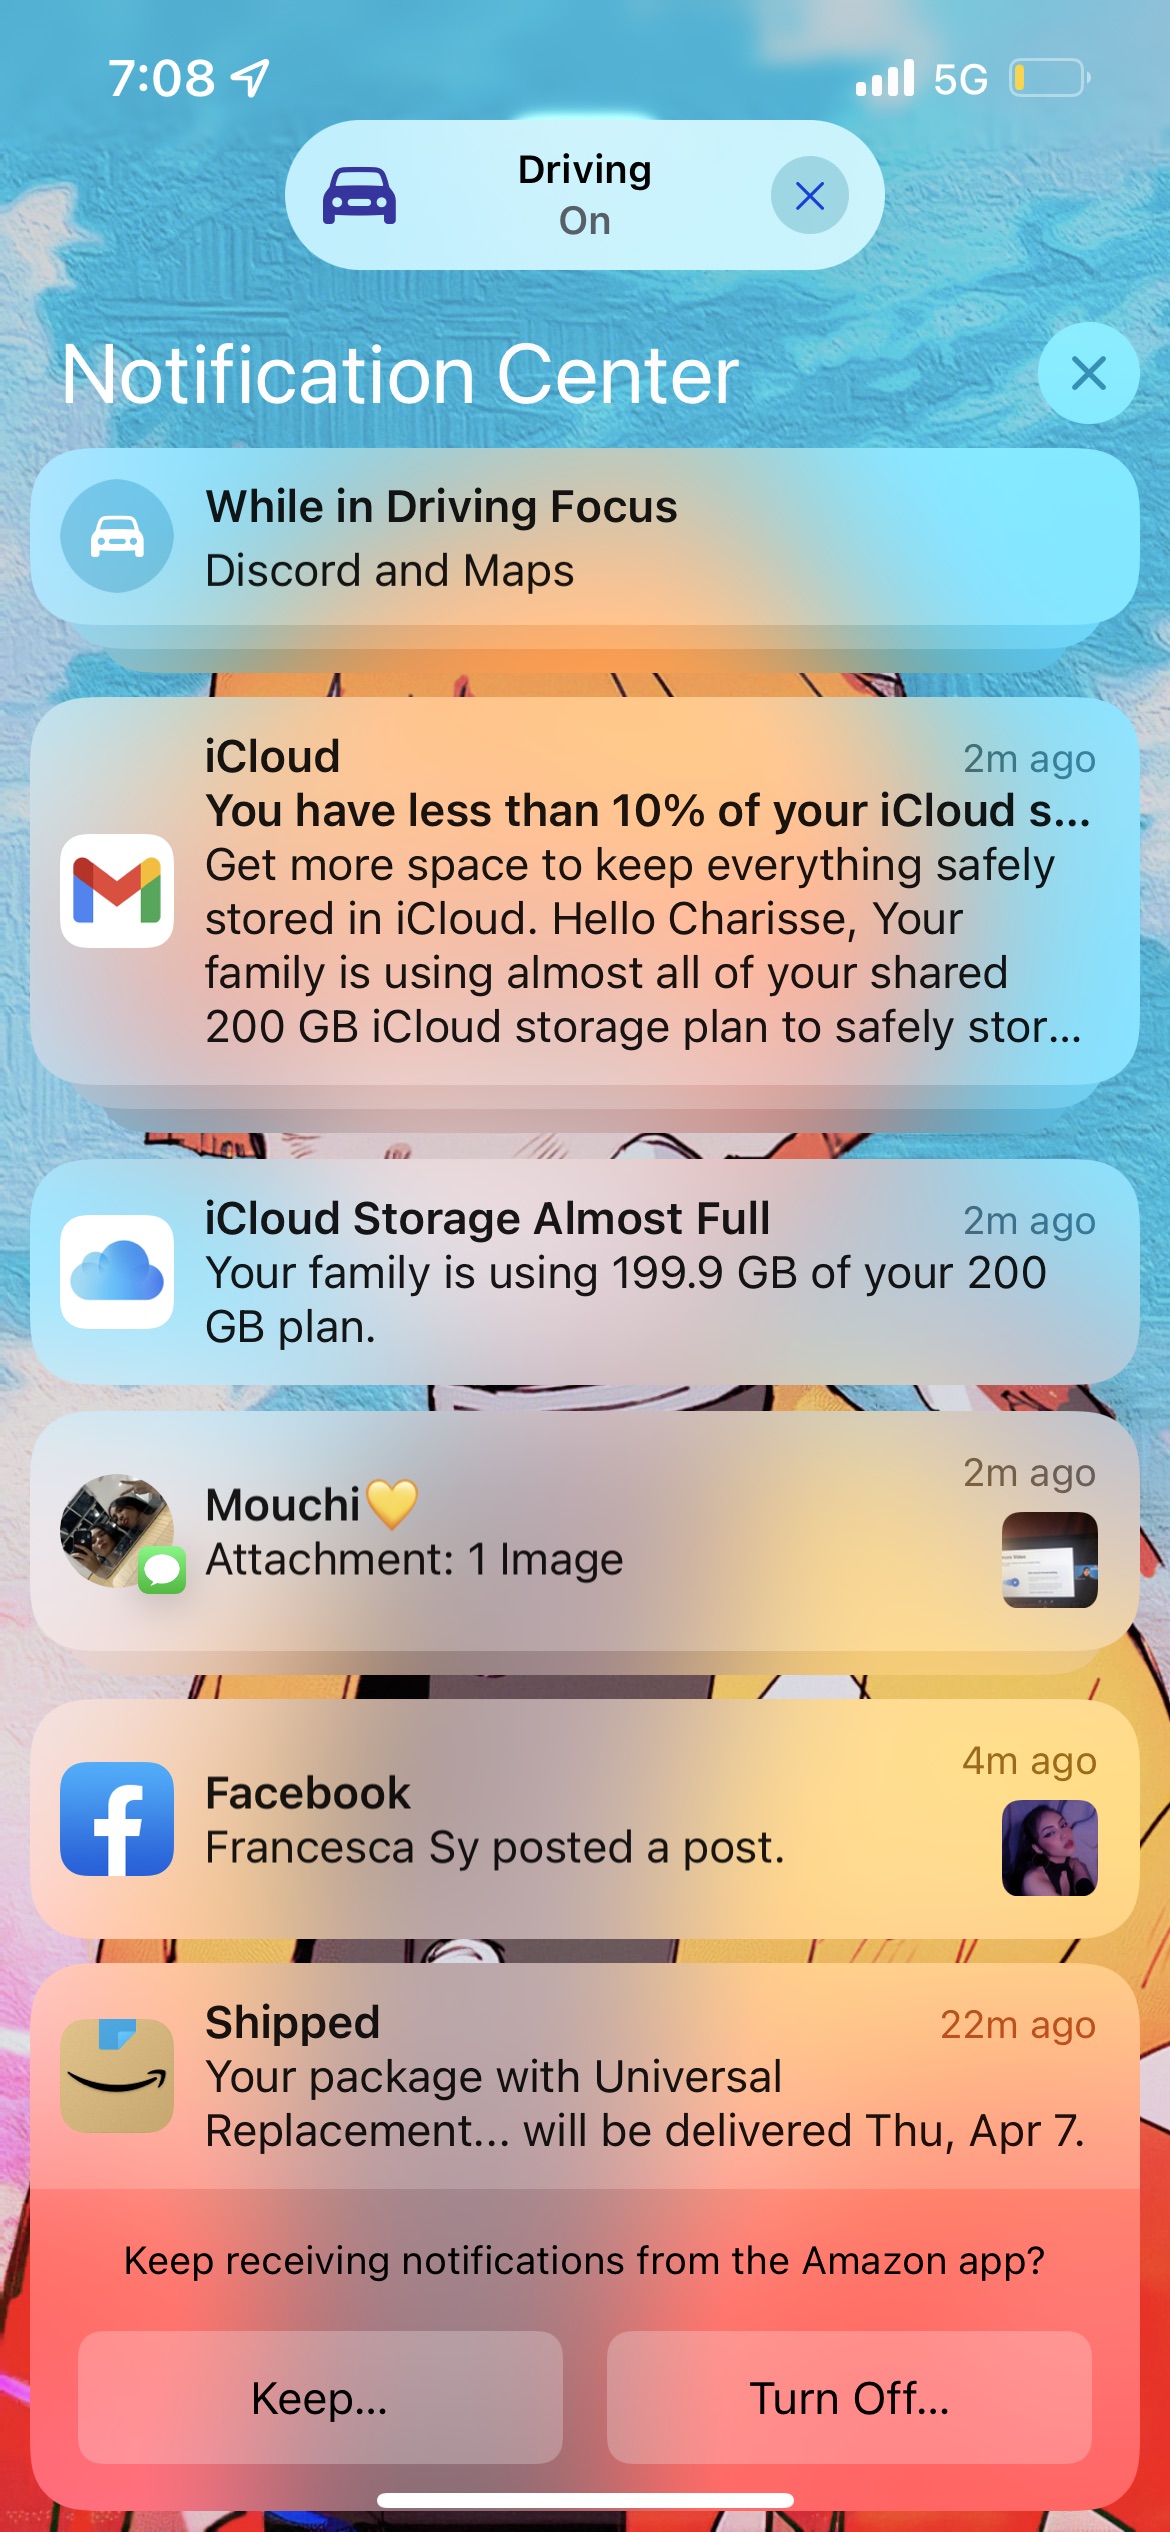 7:08
5G
Driving
On
Notification Center
While in Driving Focus
Discord and Maps
iCloud
2m ago
You have less than 10% of your iCloud s...
Get more space to keep everything safely
stored in iCloud. Hello Charisse, Your
family is using almost all of your shared
200 GB iCloud storage plan to safely stor...
iCloud Storage Almost Full
2m ago
Your family is using 199.9 GB of your 200
GB plan.
2m ago
Mouchi💛
Attachment: 1 Image
4m ago
Facebook
Francesca Sy posted a post.
Shipped
22m ago
Your package with Universal
Replacement... will be delivered Thu, Apr 7.
Keep receiving notifications from the Amazon app?
Keep...
Turn Off...